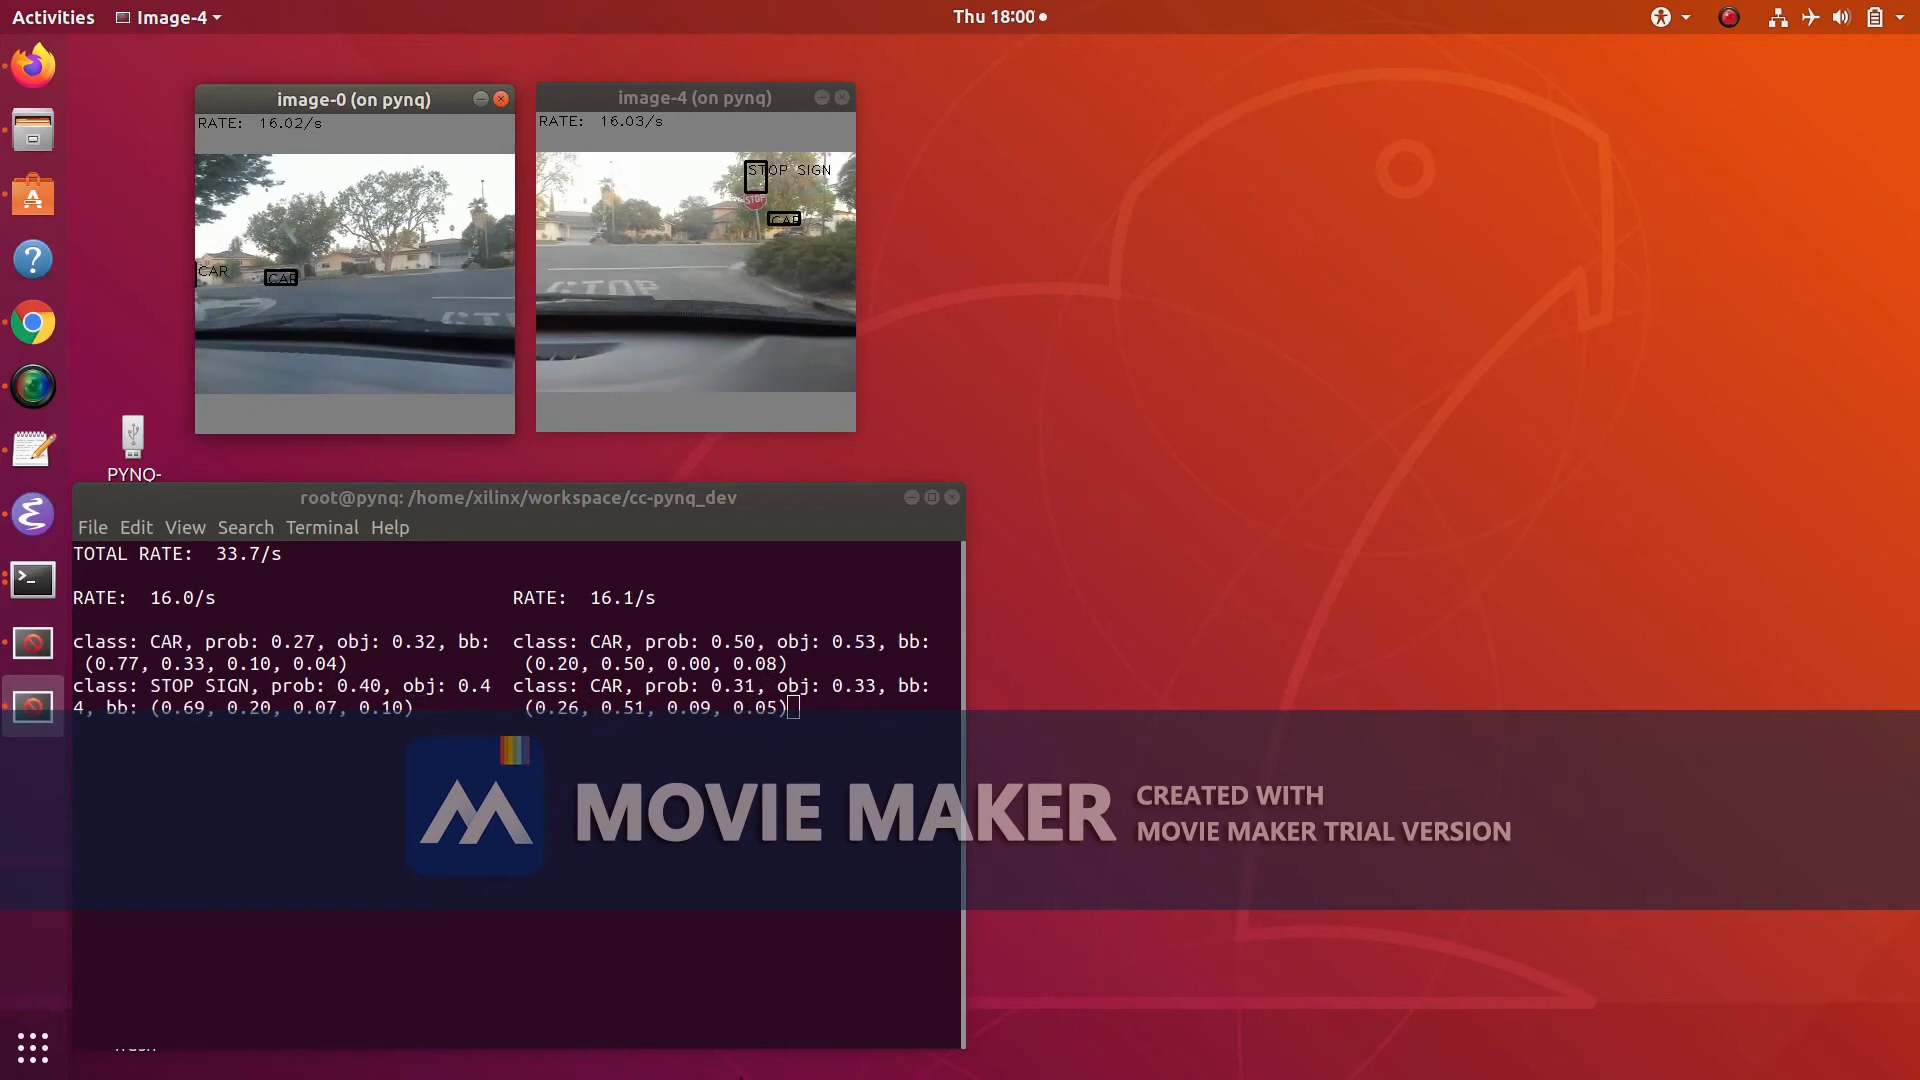 Activities
Image-4
Thu 18:00
image-0 (on pynq)
RATE: 16.02/s
CAR
CAR
image-4 (on pynq)
RATE: 16.03/s
STOP SIGN
STOP
CAR
STOP
PYNQ-
root@pynq: /home/xilinx/workspace/cc-pynq_dev
File Edit View Search Terminal Help
TOTAL RATE: 33.7/s
RATE: 16.0/s
class: CAR, prob: 0.27, obj: 0.32, bb:
(0.77, 0.33, 0.10, 0.04)
class: STOP SIGN, prob: 0.40, obj: 0.4
4, bb: (0.69, 0.20, 0.07, 0.10)
RATE: 16.1/s
class: CAR, prob: 0.50, obj: 0.53, bb:
(0.20, 0.50, 0.00, 0.08)
class: CAR, prob: 0.31, obj: 0.33, bb:
(0.26, 0.51, 0.09, 0.05)
MOVIE MAKER
CREATED WITH
MOVIE MAKER TRIAL VERSION